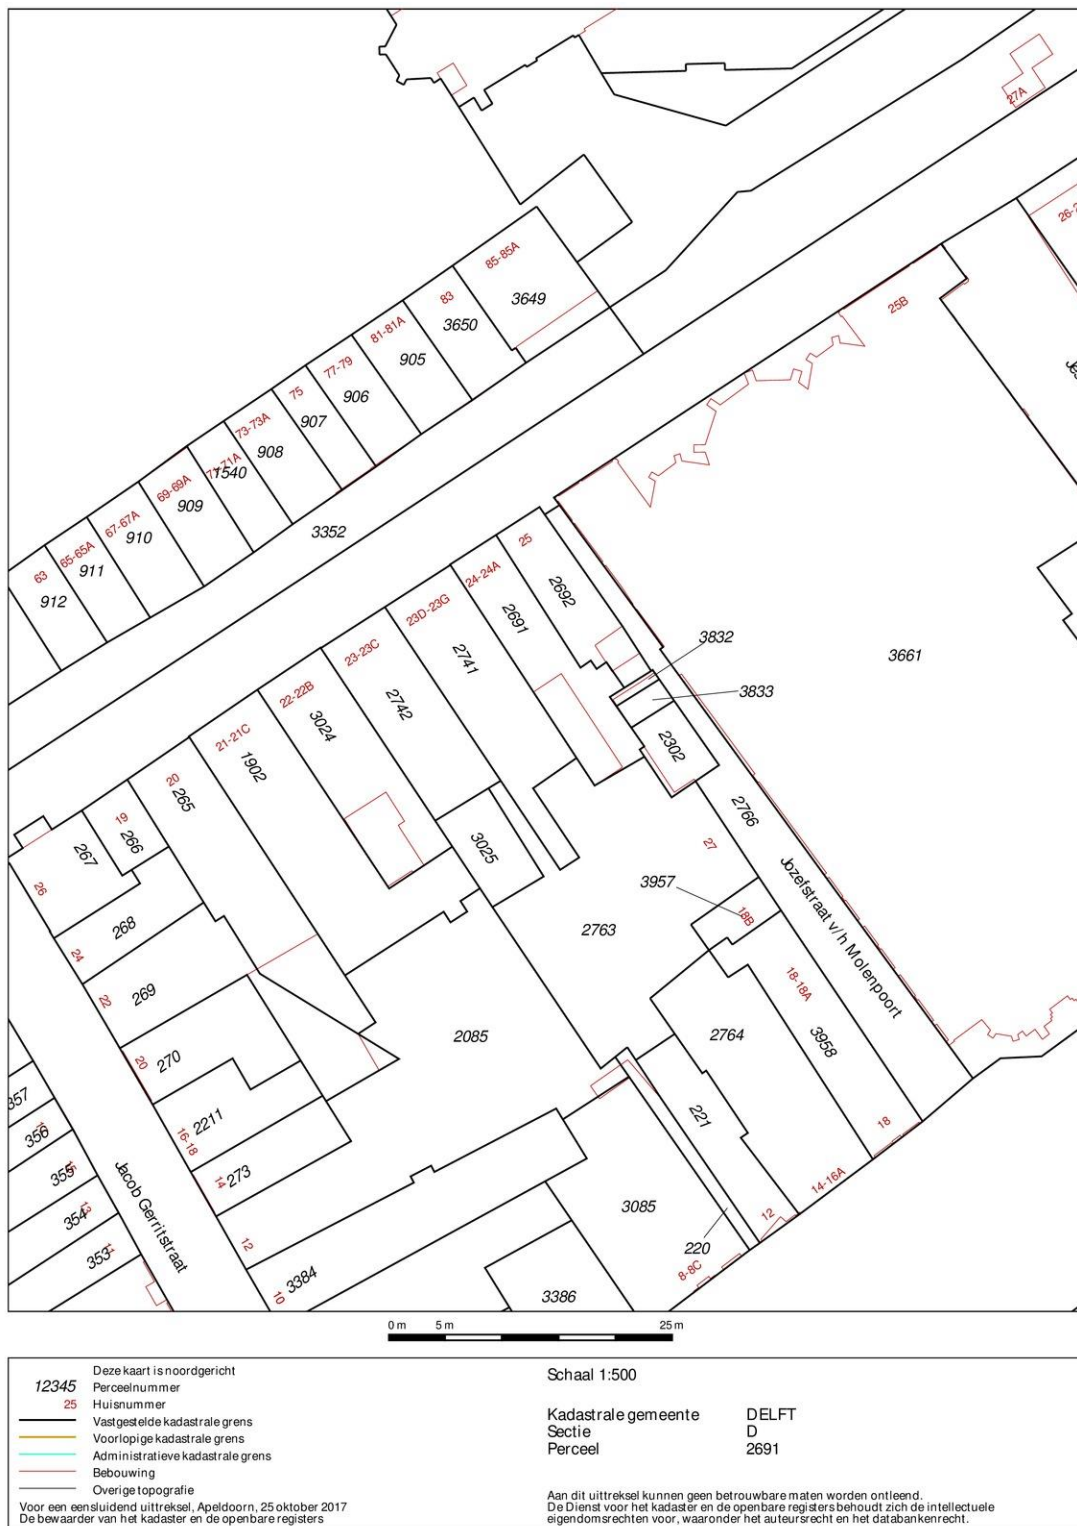 27A
26-2
85-85A
3649
25B
83
3650
81-81A
905
77-79
906
75
907
73-73A
908
71-71A
1540
69-69A
909
67-67A
910
65-65A
911
63
912
3352
25
2692
24-24A
2691
23D-23G
2741
23-23C
2742
22-22B
3024
21-21C
1902
20
265
19
266
267
26
3832
3833
3661
2302
2766
27
3957
18B
Jozefstraat v/h Molenpoort
3025
2763
268
24
269
22
270
20
2085
18-18A
3958
2764
221
2211
16-18
273
14
18
14-16A
12
357
356
355
15
354
13
353
11
Jacob Gerritstraat
12
3384
10
3085
220
8-8C
3386
0 m 5 m 25 m
Deze kaart is noordgericht
12345 Perceelnummer
25 Huisnummer
Vastgestelde kadastrale grens
Voorlopige kadastrale grens
Administratieve kadastrale grens
Bebouwing
Overige topografie
Voor een eensluidend uittreksel, Apeldoorn, 25 oktober 2017
De bewaarder van het kadaster en de openbare registers
Schaal 1:500
Kadastrale gemeente DELFT
Sectie D
Perceel 2691
Aan dit uittreksel kunnen geen betrouwbare maten worden ontleend.
De Dienst voor het kadaster en de openbare registers behoudt zich de intellectuele
eigendomsrechten voor, waaronder het auteursrecht en het databankenrecht.